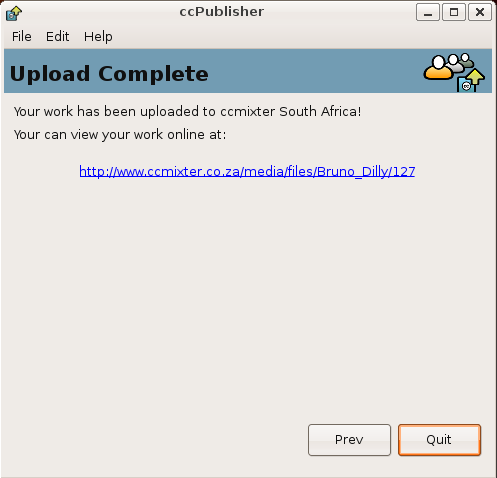 ccPublisher
File Edit Help
Upload Complete
cc
Your work has been uploaded to ccmixter South Africa!
Your can view your work online at:
http://www.ccmixter.co.za/media/files/Bruno_Dilly/127
Prev Quit